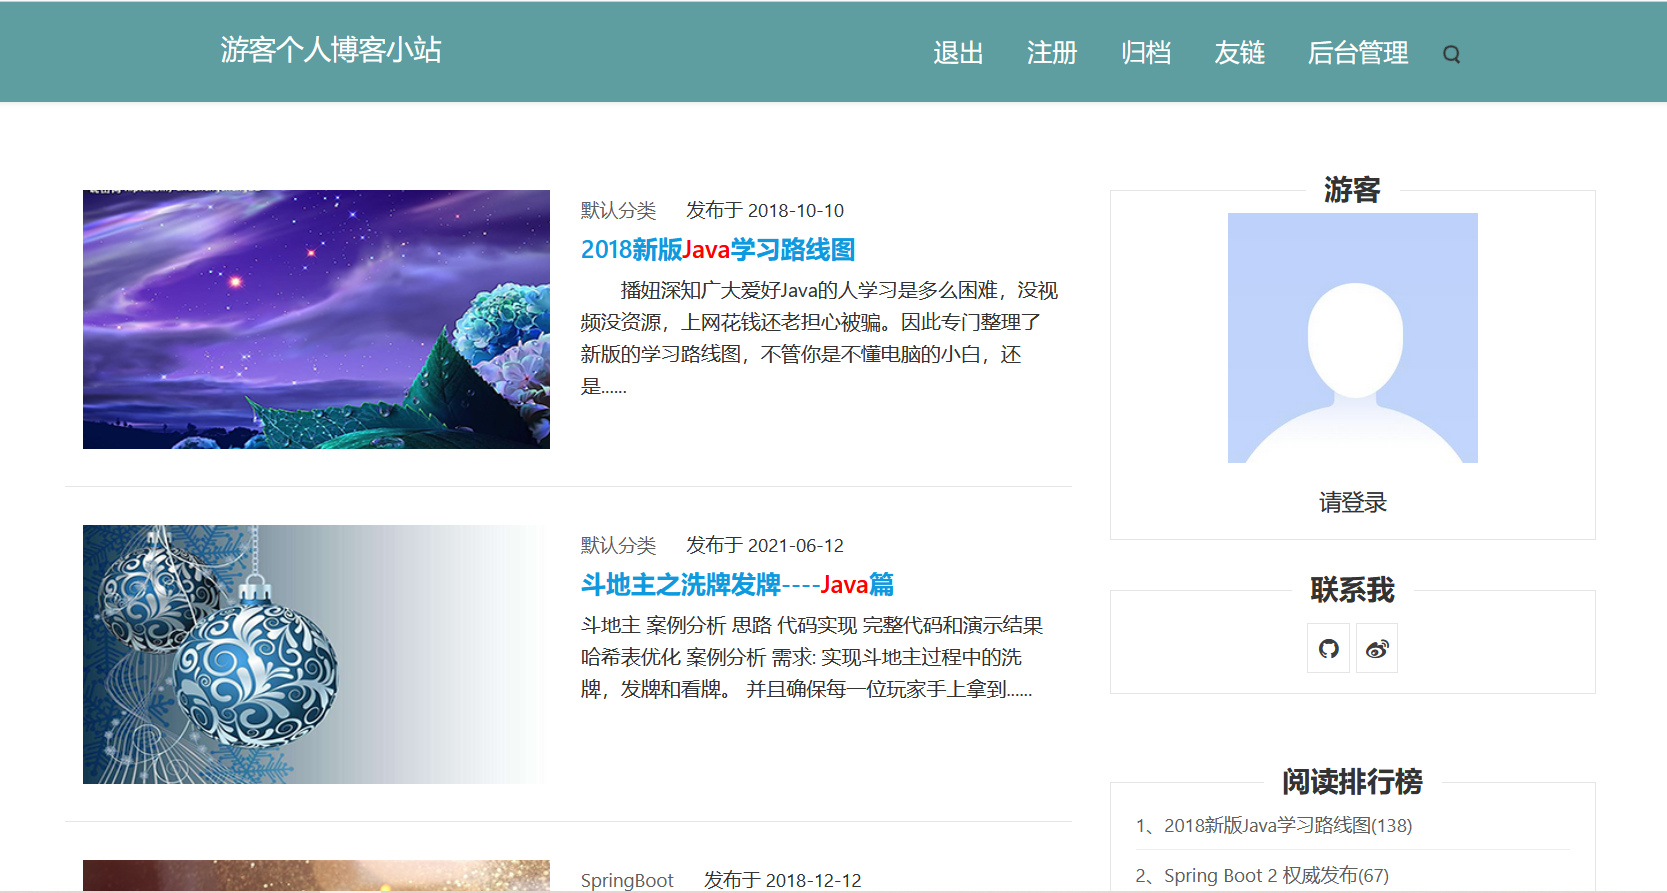 游客个人博客小站
退出 注册 归档 友链 后台管理
默认分类 发布于 2018-10-10
2018新版Java学习路线图
播妞深知广大爱好Java的人学习是多么困难，没视
频没资源，上网花钱还老担心被骗。因此专门整理了
新版的学习路线图，不管你是不懂电脑的小白，还
是......
默认分类 发布于 2021-06-12
斗地主之洗牌发牌----Java篇
斗地主 案例分析 思路 代码实现 完整代码和演示结果
哈希表优化 案例分析 需求: 实现斗地主过程中的洗
牌，发牌和看牌。 并且确保每一位玩家手上拿到......
SpringBoot 发布于 2018-12-12
游客
请登录
联系我
阅读排行榜
1、2018新版Java学习路线图(138)
2、Spring Boot 2 权威发布(67)